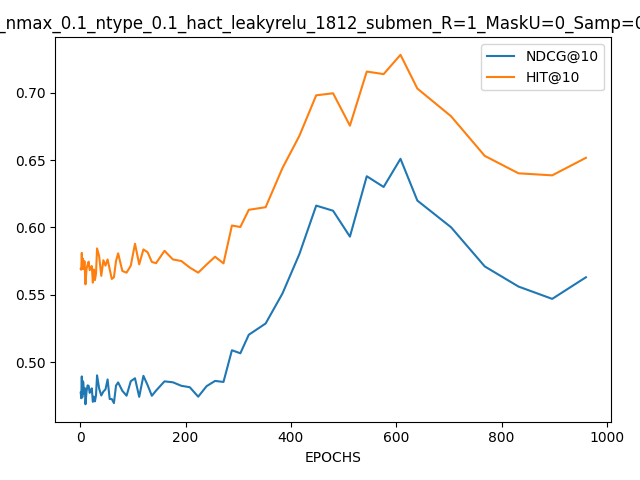 _nmax_0.1_ntype_0.1_hact_leakyrelu_1812_submen_R=1_MaskU=0_Samp=0
NDCG@10
HIT@10
0.70
0.65
0.60
0.55
0.50
0 200 400 600 800 1000
EPOCHS